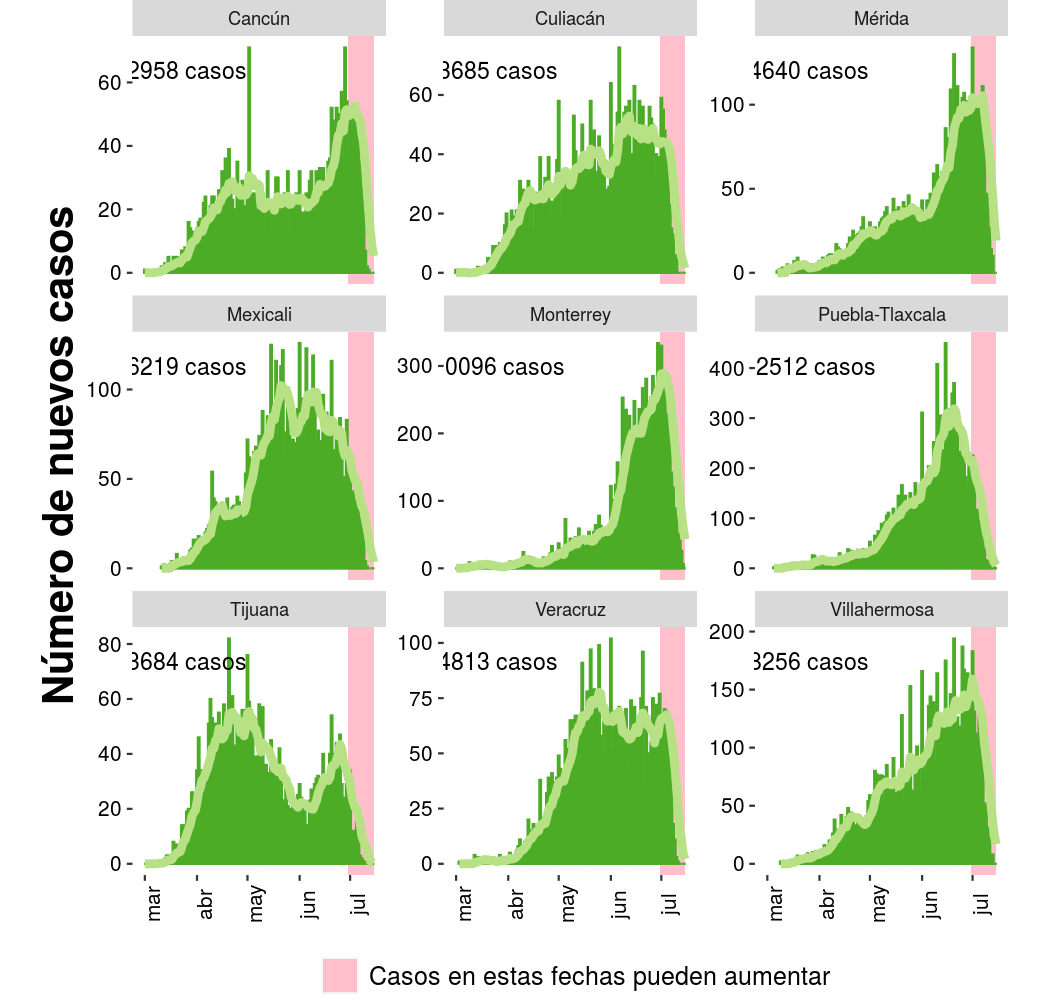 Número de nuevos casos
Cancún
2958 casos
60
40
20
0
Culiacán
3685 casos
60
40
20
0
Mérida
4640 casos
100
50
0
Mexicali
6219 casos
100
50
0
Monterrey
0096 casos
300
200
100
0
Puebla-Tlaxcala
2512 casos
400
300
200
100
0
Tijuana
3684 casos
80
60
40
20
0
Veracruz
4813 casos
100
75
50
25
0
Villahermosa
3256 casos
200
150
100
50
0
mar abr may jun jul
mar abr may jun jul
mar abr may jun jul
Casos en estas fechas pueden aumentar